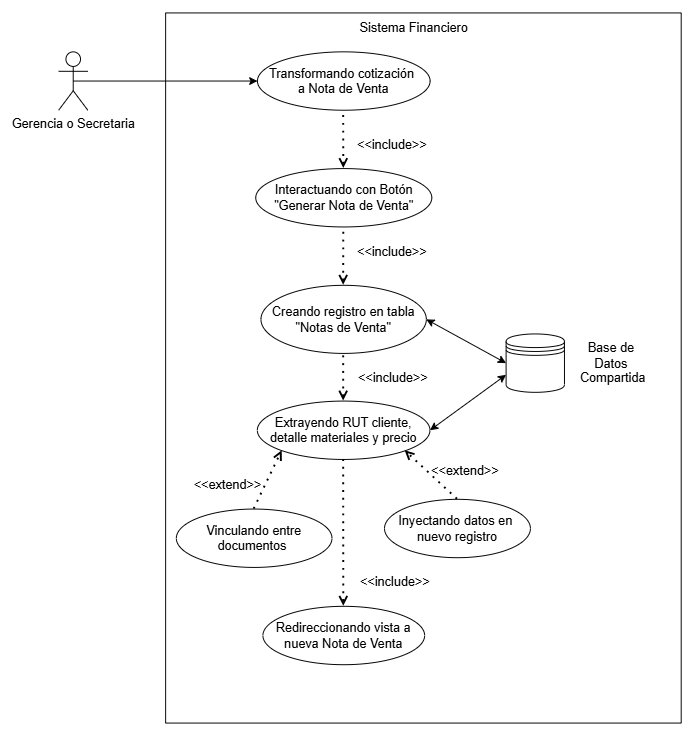 Sistema Financiero
Transformando cotización
a Nota de Venta
Gerencia o Secretaria
<<include>>
Interactuando con Botón
"Generar Nota de Venta"
<<include>>
Creando registro en tabla
"Notas de Venta"
Base de
Datos
Compartida
<<include>>
Extrayendo RUT cliente,
detalle materiales y precio
<<extend>>
<<extend>>
Vinculando entre
documentos
Inyectando datos en
nuevo registro
<<include>>
Redireccionando vista a
nueva Nota de Venta